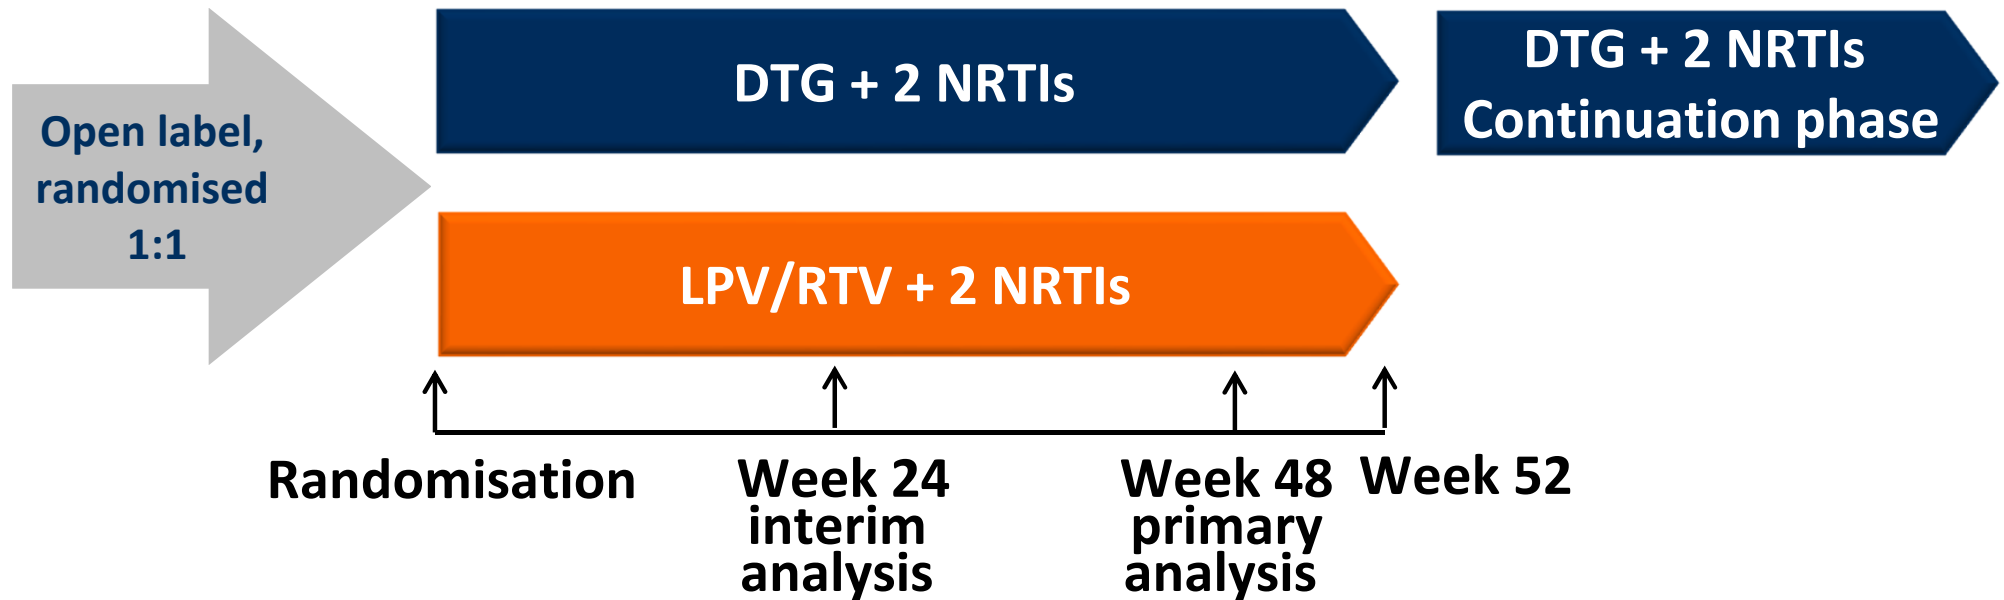 Open label,
randomised
1:1
DTG + 2 NRTIs
DTG + 2 NRTIs
Continuation phase
LPV/RTV + 2 NRTIs
Randomisation
Week 24
interim
analysis
Week 48
primary
analysis
Week 52